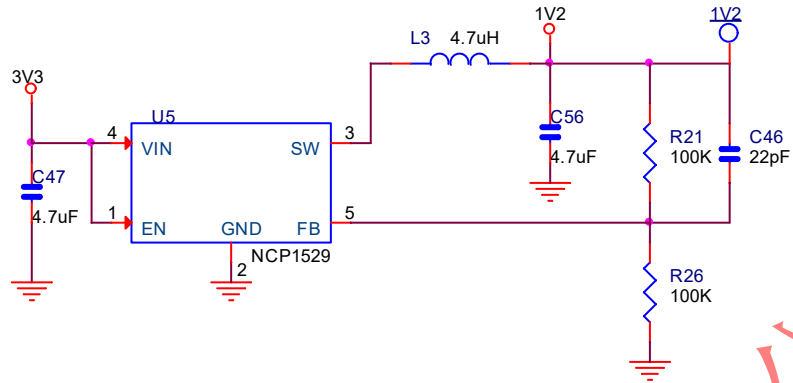 1V2
1V2
L3 4.7uH
3V3
U5
4
VIN
SW
3
C56
4.7uF
R21
100K
C46
22pF
C47
4.7uF
1
EN
GND
FB
5
NCP1529
2
R26
100K